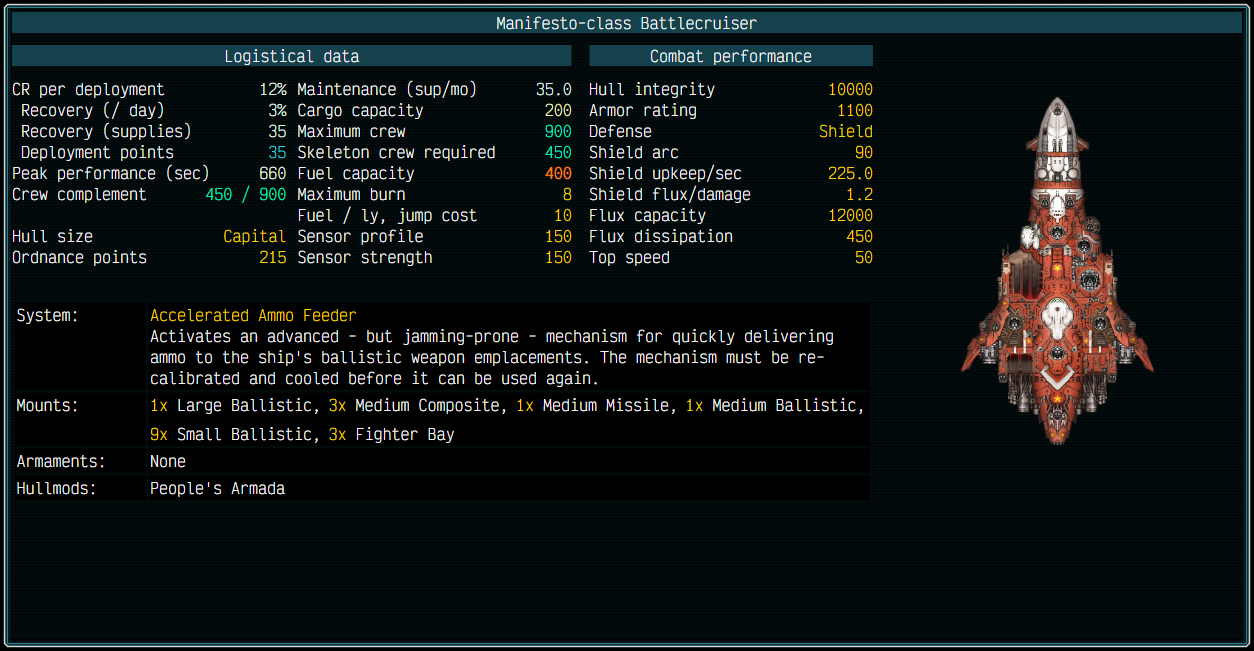 Manifesto-class Battlecruiser
Logistical data
CR per deployment 12% Maintenance (sup/mo) 35.0
Recovery (/ day) 3% Cargo capacity 200
Recovery (supplies) 35 Maximum crew 900
Deployment points 35 Skeleton crew required 450
Peak performance (sec) 660 Fuel capacity 400
Crew complement 450 / 900 Maximum burn 8
Fuel / ly, jump cost 10
Hull size Capital Sensor profile 150
Ordnance points 215 Sensor strength 150
Combat performance
Hull integrity 10000
Armor rating 1100
Defense Shield
Shield arc 90
Shield upkeep/sec 225.0
Shield flux/damage 1.2
Flux capacity 12000
Flux dissipation 450
Top speed 50
System: Accelerated Ammo Feeder
Activates an advanced - but jamming-prone - mechanism for quickly delivering
ammo to the ship's ballistic weapon emplacements. The mechanism must be re-
calibrated and cooled before it can be used again.
Mounts: 1x Large Ballistic, 3x Medium Composite, 1x Medium Missile, 1x Medium Ballistic,
9x Small Ballistic, 3x Fighter Bay
Armaments: None
Hullmods: People's Armada